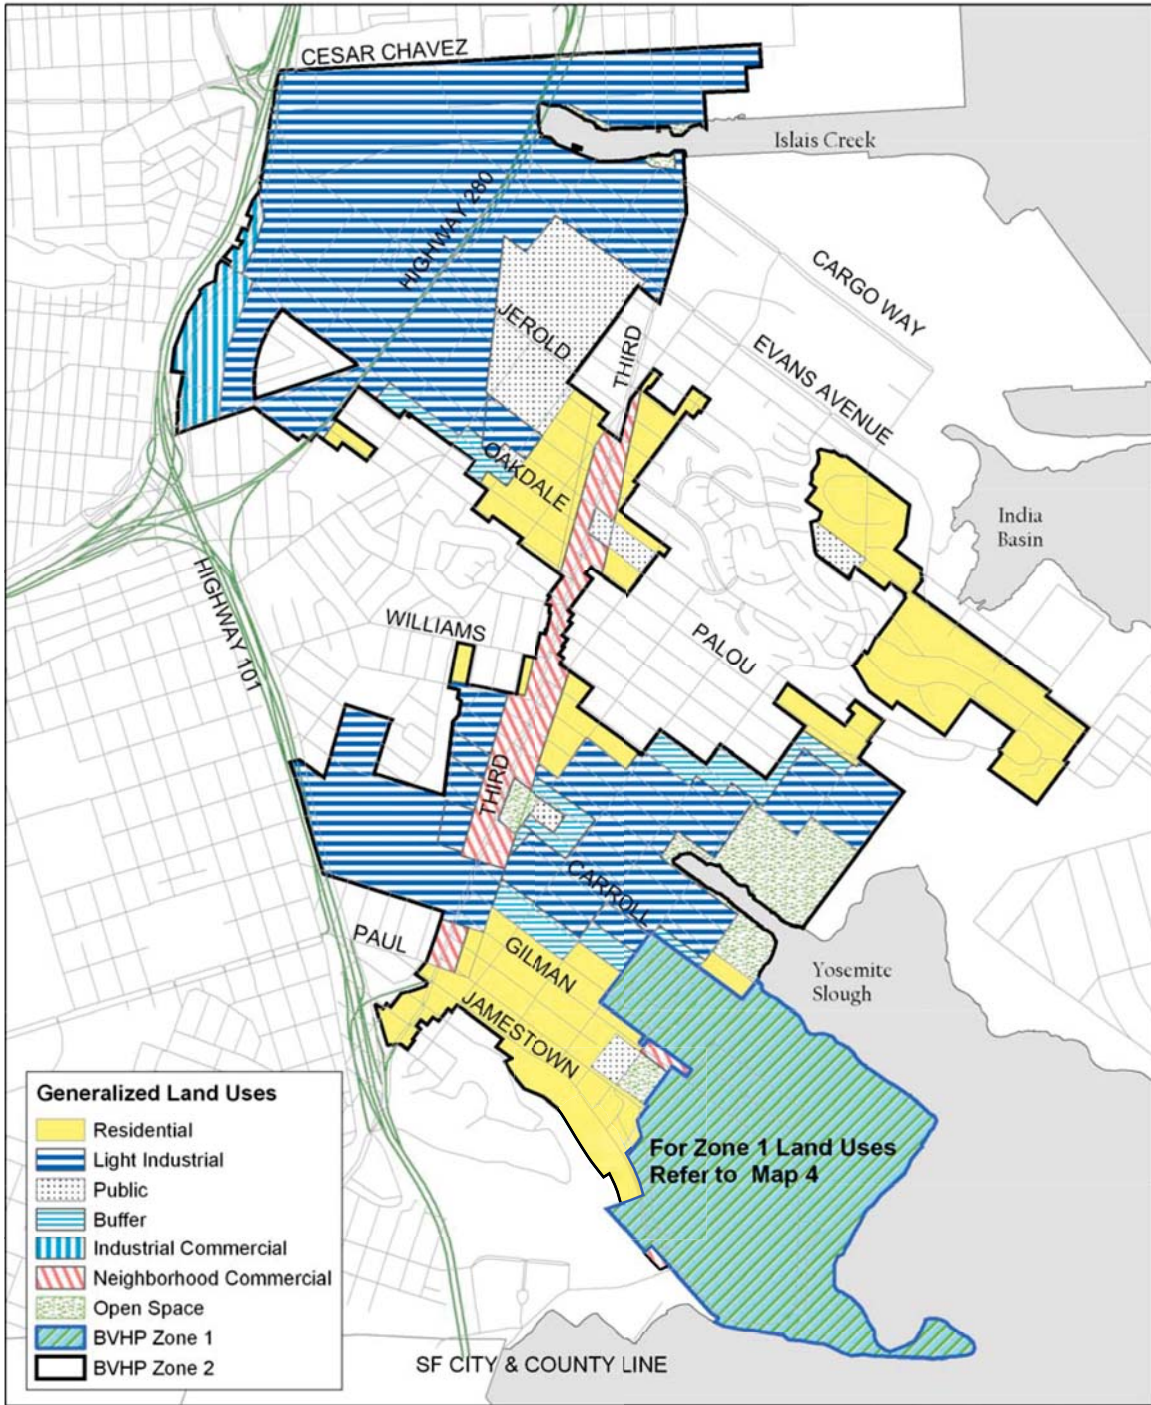 CESAR CHAVEZ
Islais Creek
HIGHWAY 280
CARGO WAY
JEROLD
THIRD
EVANS AVENUE
OAKDALE
India
Basin
HIGHWAY 101
WILLIAMS
PALOU
THIRD
CARROLL
PAUL
GILMAN
Yosemite
Slough
JAMESTOWN
Generalized Land Uses
Residential
Light Industrial
Public
Buffer
Industrial Commercial
Neighborhood Commercial
Open Space
BVHP Zone 1
BVHP Zone 2
For Zone 1 Land Uses
Refer to Map 4
SF CITY & COUNTY LINE